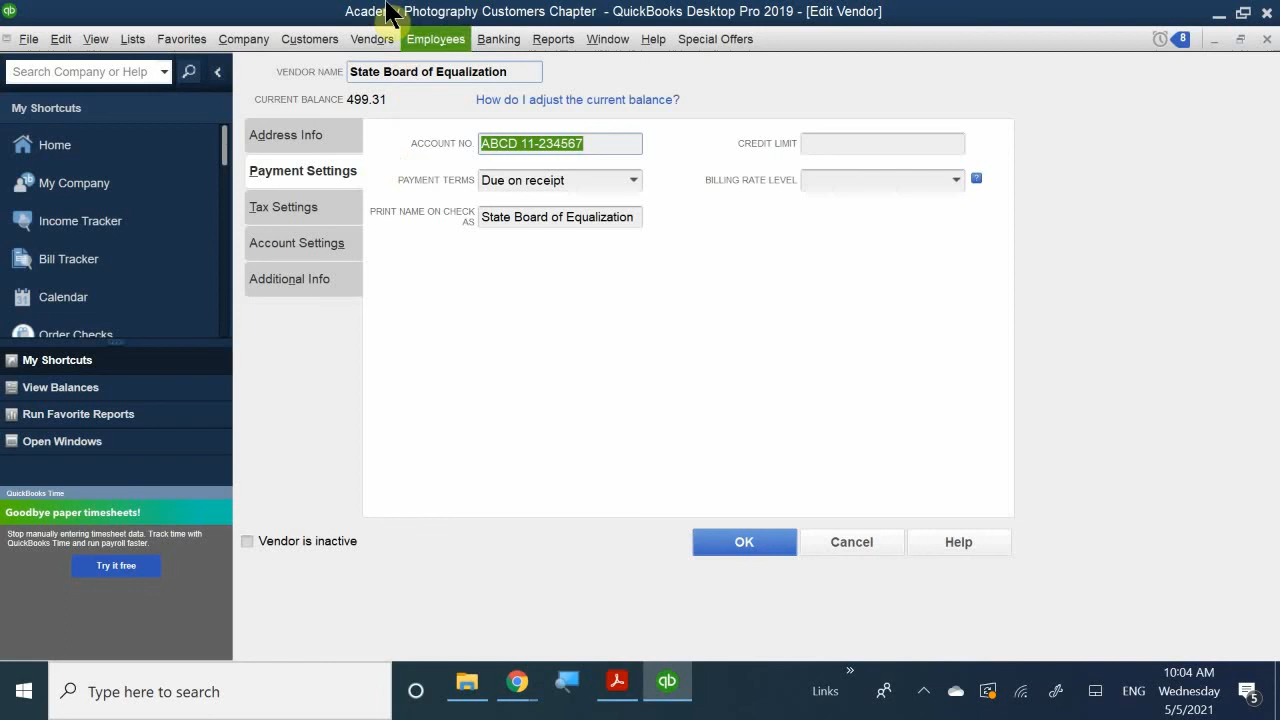 Acade Photography Customers Chapter - QuickBooks Desktop Pro 2019 - [Edit Vendor]
File Edit View Lists Favorites Company Customers Vendors Employees Banking Reports Window Help Special Offers 8
Search Company or Help
VENDOR NAME State Board of Equalization
CURRENT BALANCE 499.31 How do I adjust the current balance?
My Shortcuts
Home
My Company
Income Tracker
Bill Tracker
Calendar
Order Checks
My Shortcuts
View Balances
Run Favorite Reports
Open Windows
QuickBooks Time
Goodbye paper timesheets!
Stop manually entering timesheet data. Track time with
QuickBooks Time and run payroll faster.
Try it free
Address Info
Payment Settings
Tax Settings
Account Settings
Additional Info
ACCOUNT NO. ABCD 11-234567 CREDIT LIMIT
PAYMENT TERMS Due on receipt BILLING RATE LEVEL ?
PRINT NAME ON CHECK
AS State Board of Equalization
Vendor is inactive
OK Cancel Help
Type here to search
qb
Links
ENG
10:04 AM
Wednesday
5/5/2021
5